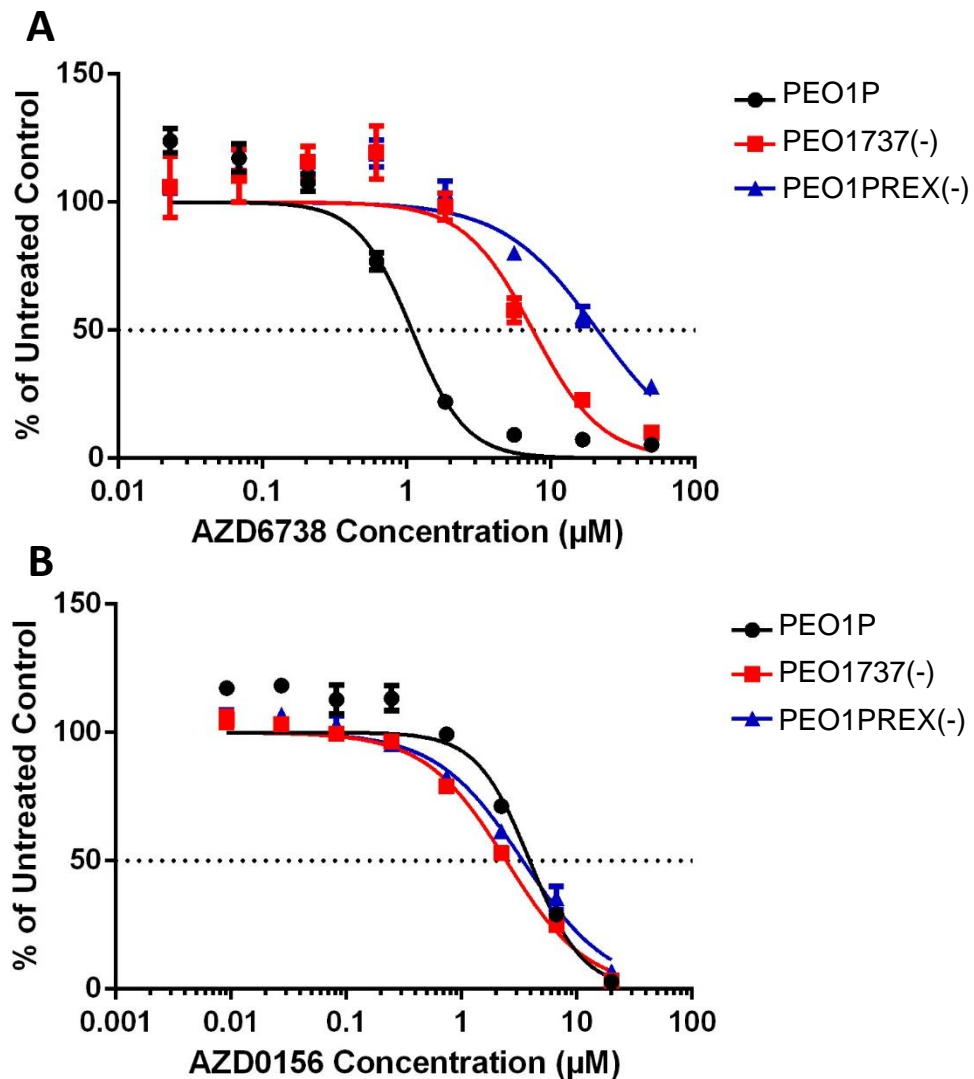 A
% of Untreated Control
150
100
50
0
0.01
0.1
1
10
100
AZD6738 Concentration (µM)
PEO1P
PEO1737(-)
PEO1PREX(-)
B
% of Untreated Control
150
100
50
0
0.001
0.01
0.1
1
10
100
AZD0156 Concentration (µM)
PEO1P
PEO1737(-)
PEO1PREX(-)